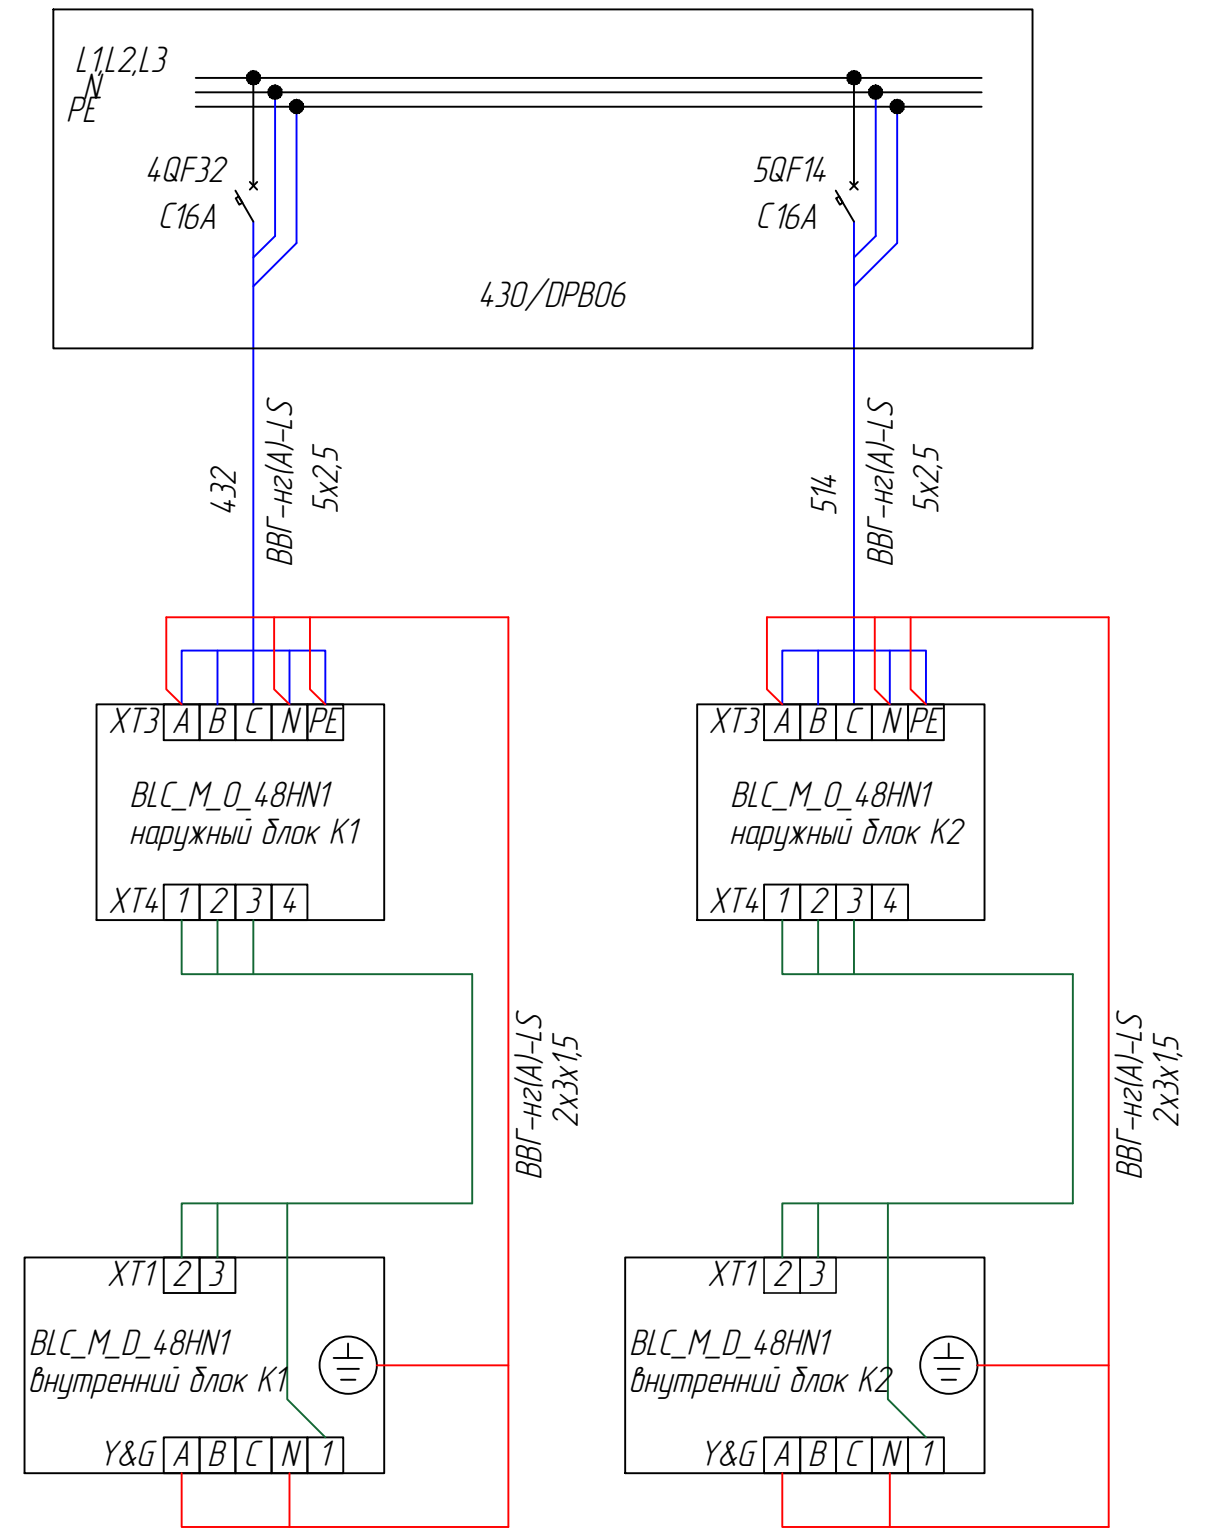 L1,L2,L3
N
PE
4QF32
C16A
5QF14
C16A
430/DPB06
432
ВВГ-нг(А)-LS
5х2,5
514
ВВГ-нг(А)-LS
5х2,5
XT3 A B C N PE
BLC_M_O_48HN1
наружный блок К1
XT4 1 2 3 4
XT3 A B C N PE
BLC_M_O_48HN1
наружный блок К2
XT4 1 2 3 4
ВВГ-нг(А)-LS
2х3х1,5
ВВГ-нг(А)-LS
2х3х1,5
XT1 2 3
BLC_M_D_48HN1
внутренний блок К1
Y&G A B C N 1
XT1 2 3
BLC_M_D_48HN1
внутренний блок К2
Y&G A B C N 1